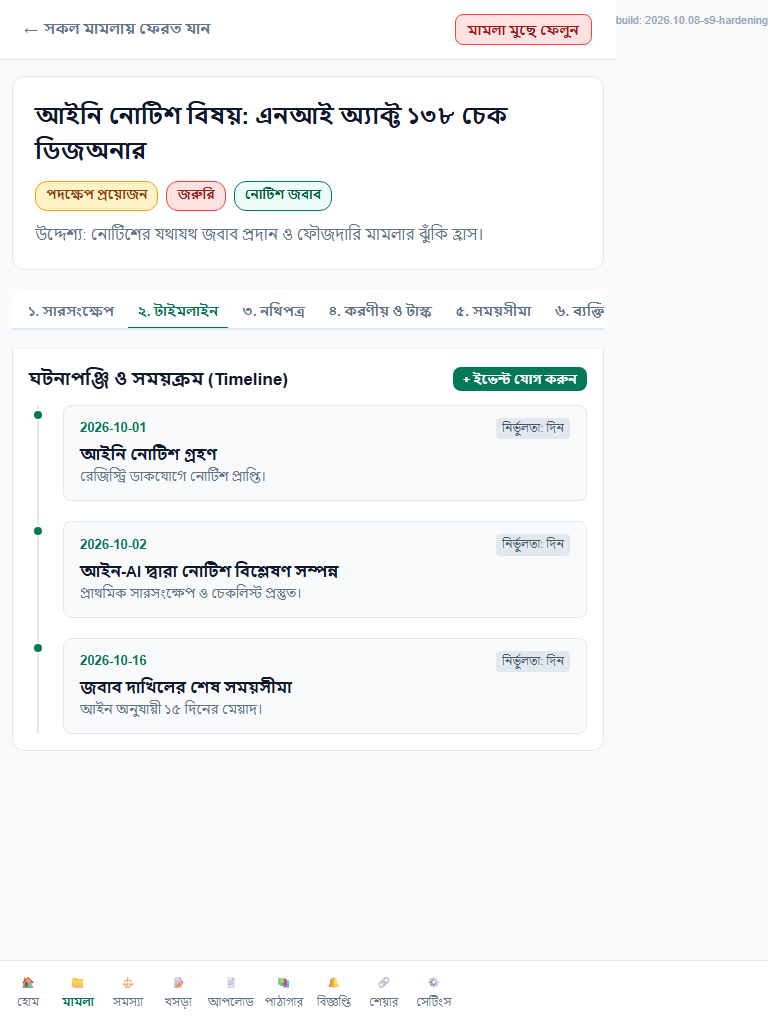 ← সকল মামলায় ফেরত যান
মামলা মুছে ফেলুন
build: 2026.10.08-s9-hardening
আইনি নোটিশ বিষয়: এনআই অ্যাক্ট ১৩৮ চেক
ডিজঅনার
পদক্ষেপ প্রয়োজন
জরুরি
নোটিশ জবাব
উদ্দেশ্য: নোটিশের যথাযথ জবাব প্রদান ও ফৌজদারি মামলার ঝুঁকি হ্রাস।
১. সারসংক্ষেপ
২. টাইমলাইন
৩. নথিপত্র
৪. করণীয় ও টাস্ক
৫. সময়সীমা
৬. ব্যক্তি
ঘটনাপঞ্জি ও সময়ক্রম (Timeline)
+ ইভেন্ট যোগ করুন
2026-10-01
নির্ভুলতা: দিন
আইনি নোটিশ গ্রহণ
রেজিস্ট্রি ডাকযোগে নোটিশ প্রাপ্তি।
2026-10-02
নির্ভুলতা: দিন
আইন-AI দ্বারা নোটিশ বিশ্লেষণ সম্পন্ন
প্রাথমিক সারসংক্ষেপ ও চেকলিস্ট প্রস্তুত।
2026-10-16
নির্ভুলতা: দিন
জবাব দাখিলের শেষ সময়সীমা
আইন অনুযায়ী ১৫ দিনের মেয়াদ।
হোম
মামলা
সমস্যা
খসড়া
আপলোড
পাঠাগার
বিজ্ঞপ্তি
শেয়ার
সেটিংস